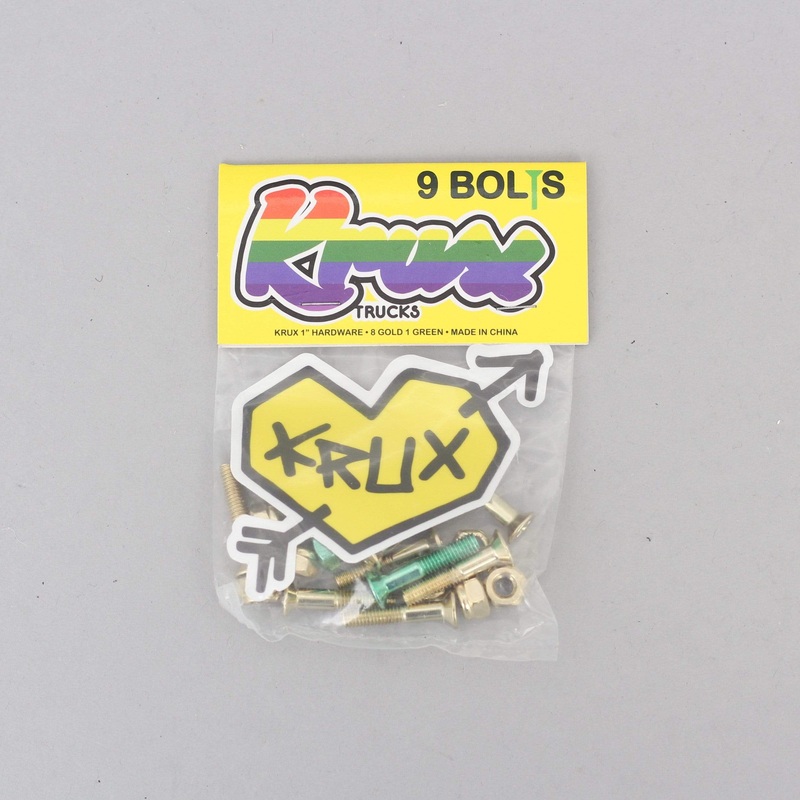 9 BOLTS
Krux
TRUCKS
KRUX 1" HARDWARE • 8 GOLD 1 GREEN • MADE IN CHINA
KRUX